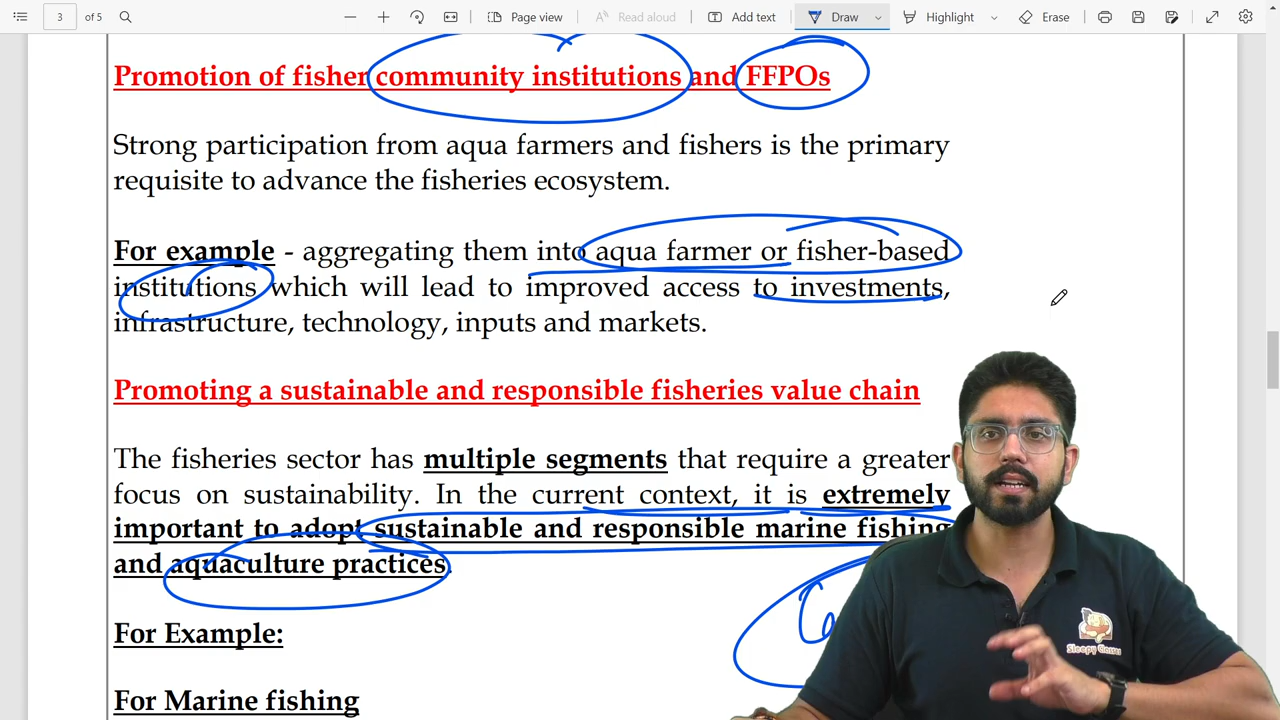 3 of 5
Page view
Read aloud
Add text
Draw
Highlight
Erase
Promotion of fisher community institutions and FFPOs
Strong participation from aqua farmers and fishers is the primary
requisite to advance the fisheries ecosystem.
For example - aggregating them into aqua farmer or fisher-based
institutions which will lead to improved access to investments,
infrastructure, technology, inputs and markets.
Promoting a sustainable and responsible fisheries value chain
The fisheries sector has multiple segments that require a greater
focus on sustainability. In the current context, it is extremely
important to adopt sustainable and responsible marine fishing
and aquaculture practices.
For Example:
For Marine fishing
Sleepy Classes